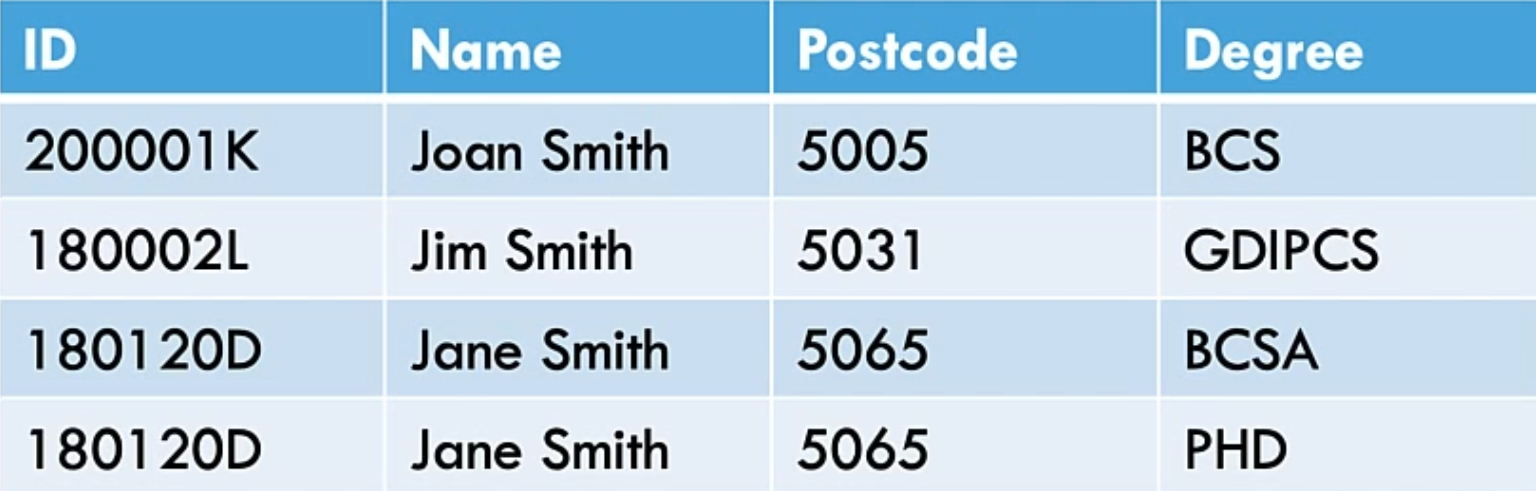 ID Name Postcode Degree
200001K Joan Smith 5005 BCS
180002L Jim Smith 5031 GDIPCS
180120D Jane Smith 5065 BCSA
180120D Jane Smith 5065 PHD